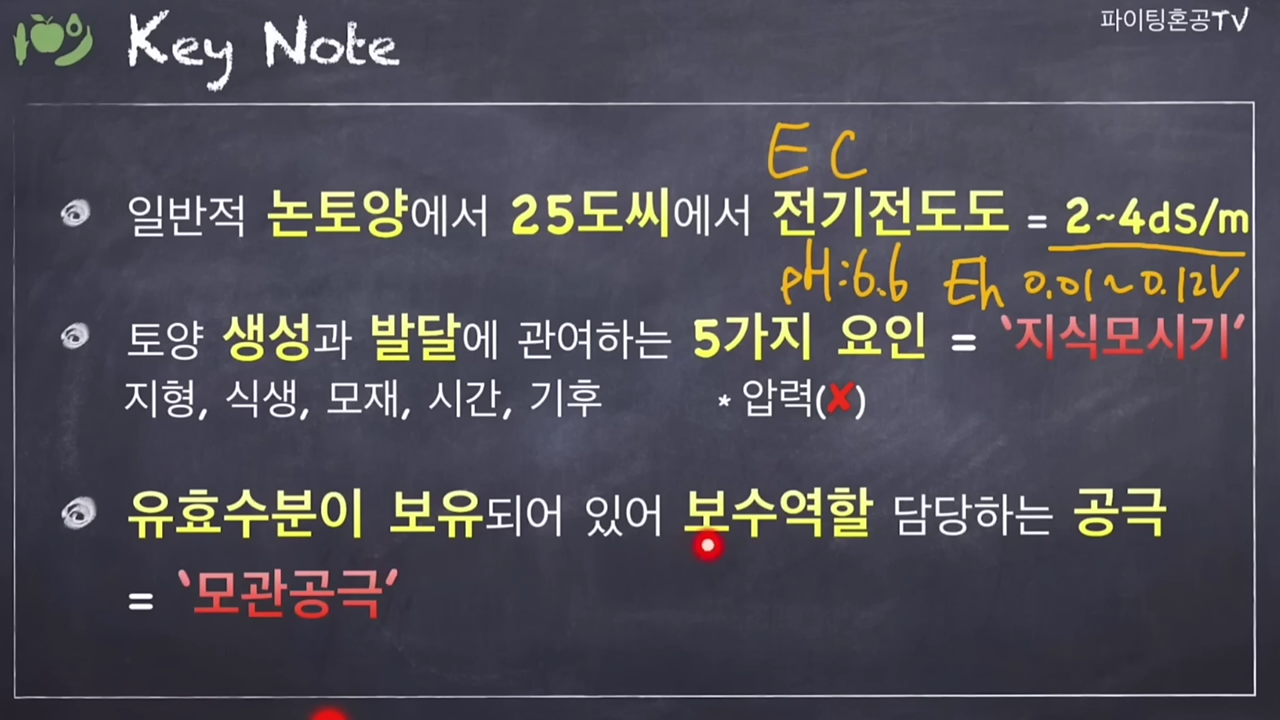 파이팅혼공TV
Key Note
EC
일반적 논토양에서 25도씨에서 전기전도도 = 2~4dS/m
pH:6.6 Eh 0.01~0.12V
토양 생성과 발달에 관여하는 5가지 요인 = '지식모시기'
지형, 식생, 모재, 시간, 기후 * 압력(✘)
유효수분이 보유되어 있어 보수역할 담당하는 공극
= '모관공극'